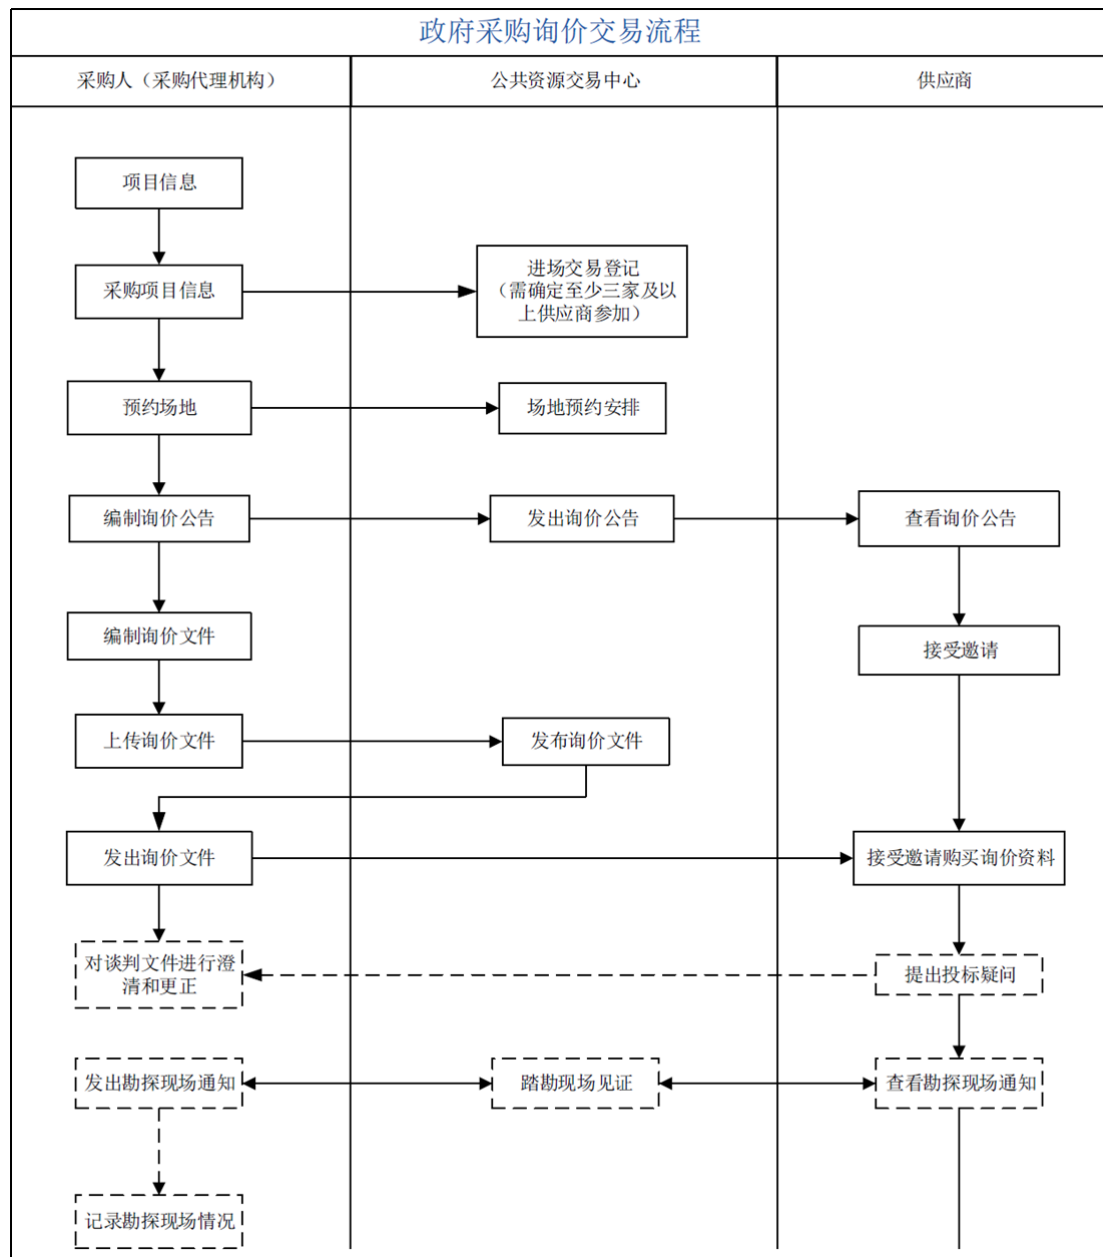 政府采购询价交易流程
采购人（采购代理机构）
公共资源交易中心
供应商
项目信息
采购项目信息
进场交易登记
（需确定至少三家及以
上供应商参加）
预约场地
场地预约安排
编制询价公告
发出询价公告
查看询价公告
编制询价文件
接受邀请
上传询价文件
发布询价文件
发出询价文件
接受邀请购买询价资料
对谈判文件进行澄
清和更正
提出投标疑问
发出勘探现场通知
踏勘现场见证
查看勘探现场通知
记录勘探现场情况